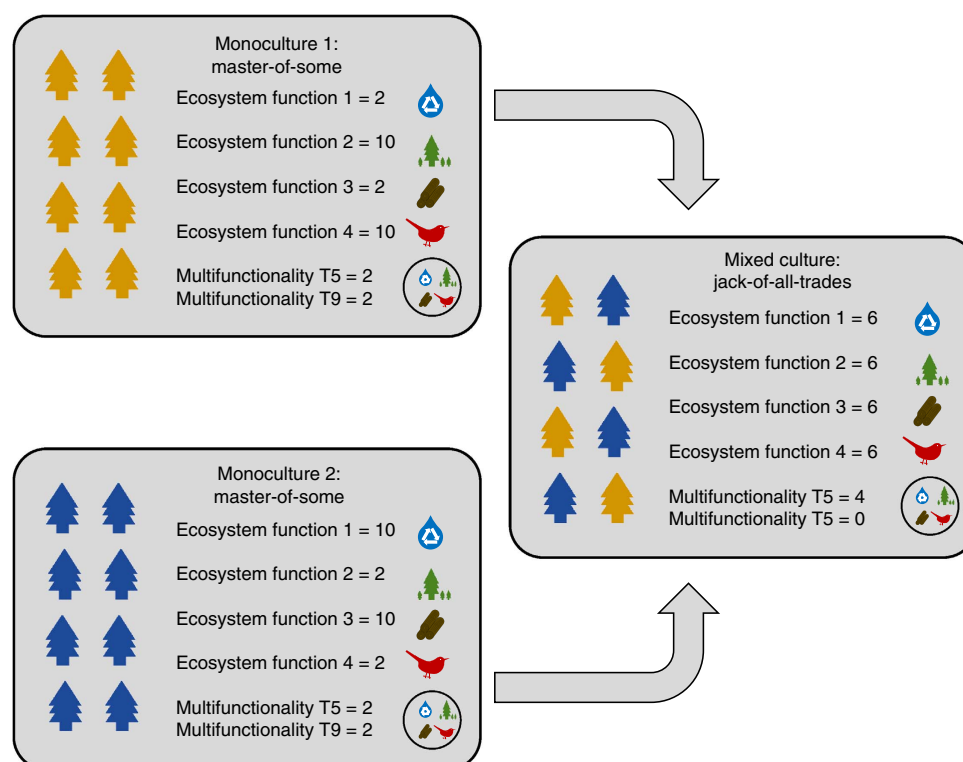 Monoculture 1:
master-of-some
Ecosystem function 1 = 2
Ecosystem function 2 = 10
Ecosystem function 3 = 2
Ecosystem function 4 = 10
Multifunctionality T5 = 2
Multifunctionality T9 = 2
Mixed culture:
jack-of-all-trades
Ecosystem function 1 = 6
Ecosystem function 2 = 6
Ecosystem function 3 = 6
Ecosystem function 4 = 6
Multifunctionality T5 = 4
Multifunctionality T5 = 0
Monoculture 2:
master-of-some
Ecosystem function 1 = 10
Ecosystem function 2 = 2
Ecosystem function 3 = 10
Ecosystem function 4 = 2
Multifunctionality T5 = 2
Multifunctionality T9 = 2